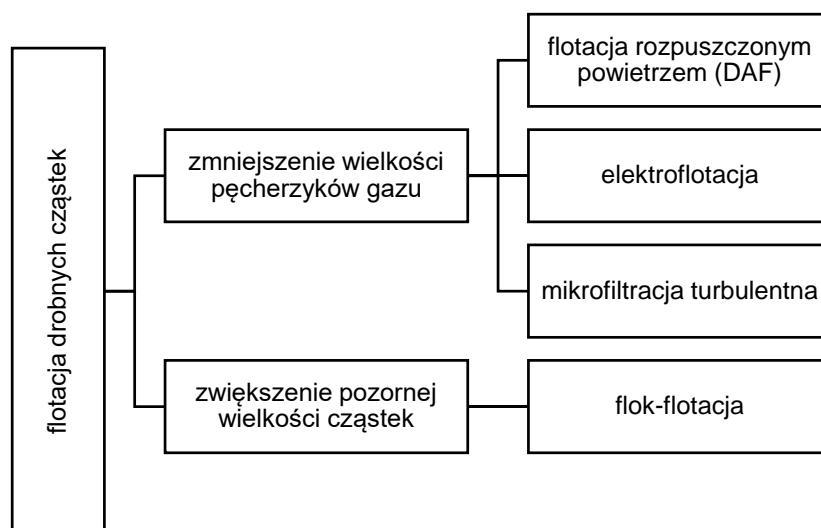 flotacja drobnych cząstek
zmniejszenie wielkości
pęcherzyków gazu
flotacja rozpuszczonym
powietrzem (DAF)
elektroflotacja
mikrofiltracja turbulentna
zwiększenie pozornej
wielkości cząstek
flok-flotacja